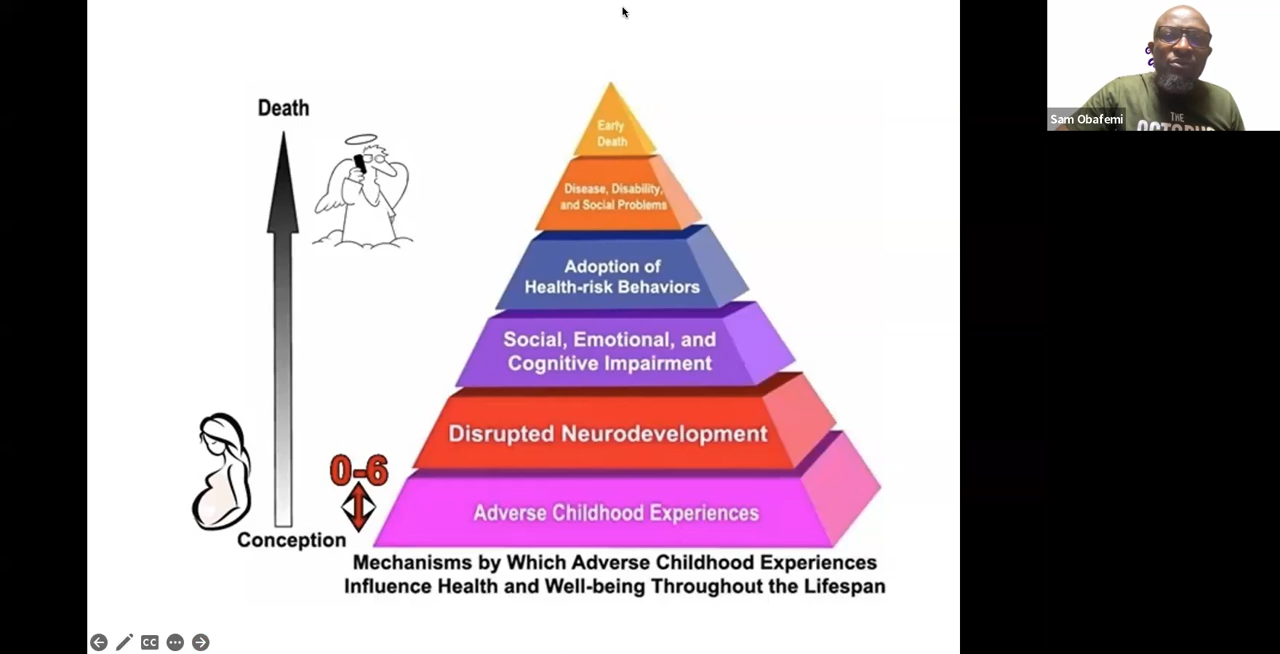 Death
Early
Death
Disease, Disability,
and Social Problems
Adoption of
Health-risk Behaviors
Social, Emotional, and
Cognitive Impairment
Disrupted Neurodevelopment
0-6
Adverse Childhood Experiences
Conception
Mechanisms by Which Adverse Childhood Experiences
Influence Health and Well-being Throughout the Lifespan
CC
Sam Obafemi
THE